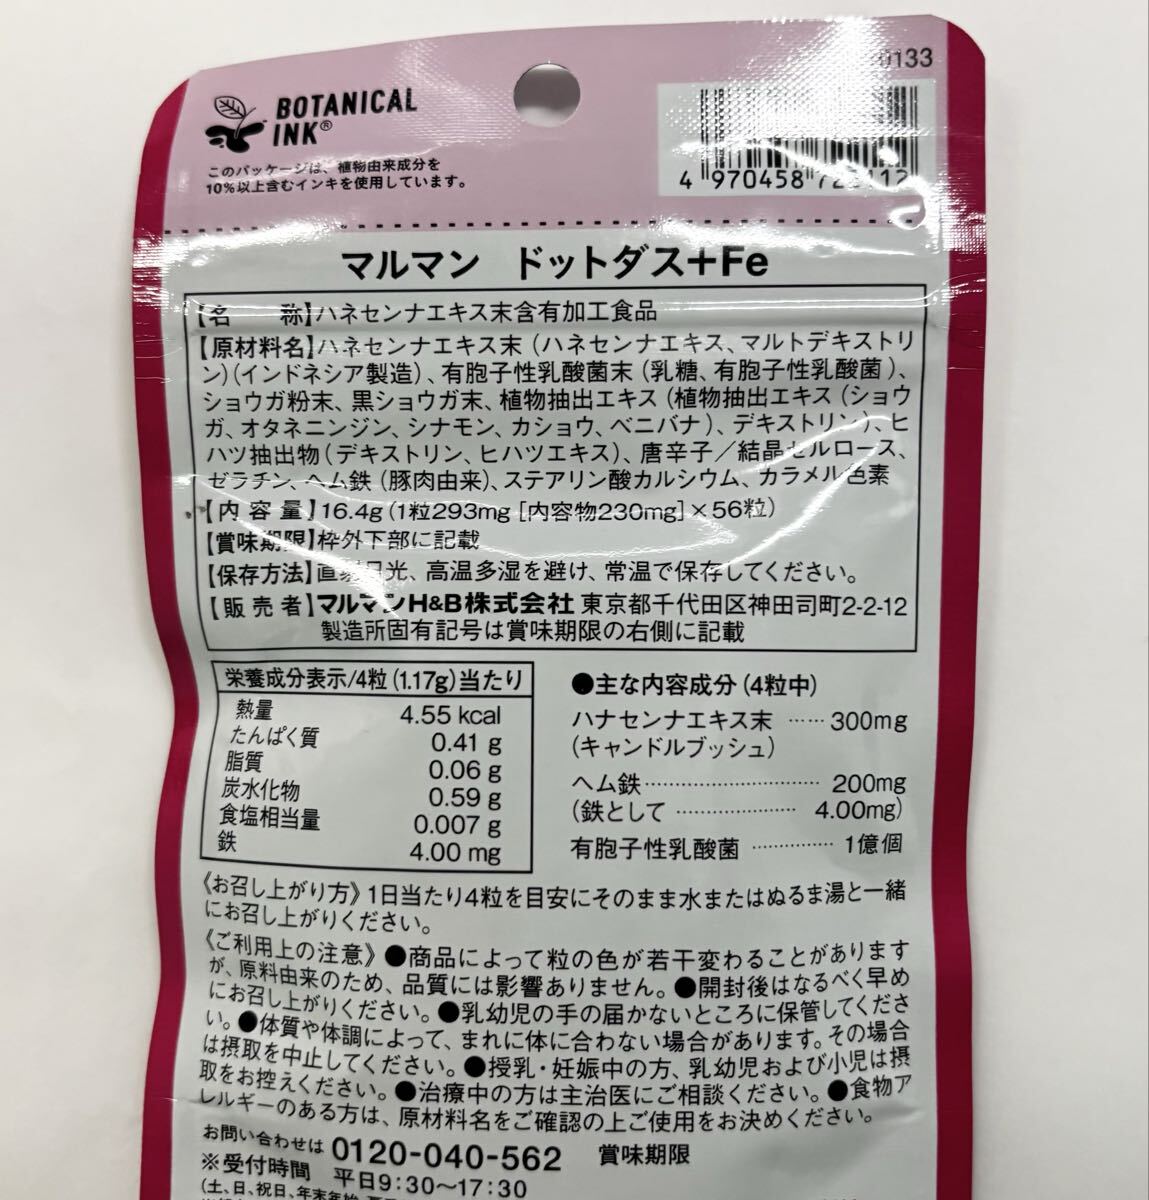 BOTANICAL
INK®
このパッケージは、植物由来成分を
10%以上含むインキを使用しています。
0133
4 970458
マルマン ドットダス+Fe
【名 称】ハネセンナエキス末含有加工食品
【原材料名】ハネセンナエキス末(ハネセンナエキス、マルトデキストリ
ン)(インドネシア製造)、有胞子性乳酸菌末(乳糖、有胞子性乳酸菌)、
ショウガ粉末、黒ショウガ末、植物抽出エキス(植物抽出エキス(ショウ
ガ、オタネニンジン、シナモン、カショウ、ベニバナ)、デキストリン)、ヒ
ハツ抽出物(デキストリン、ヒハツエキス)、唐辛子/結晶セルロース、
ゼラチン、ヘム鉄(豚肉由来)、ステアリン酸カルシウム、カラメル色素
【内容量】16.4g(1粒293mg[内容物230mg]×56粒)
【賞味期限】枠外下部に記載
【保存方法】直射日光、高温多湿を避け、常温で保存してください。
【販売者】マルマンH&B株式会社 東京都千代田区神田司町2-2-12
製造所固有記号は賞味期限の右側に記載
栄養成分表示/4粒(1.17g)当たり
熱量 4.55 kcal
たんぱく質 0.41 g
脂質 0.06 g
炭水化物 0.59 g
食塩相当量 0.007 g
鉄 4.00 mg
●主な内容成分(4粒中)
ハナセンナエキス末 …… 300mg
(キャンドルブッシュ)
ヘム鉄 …………………… 200mg
(鉄として ……………… 4.00mg)
有胞子性乳酸菌 ………… 1億個
《お召し上がり方》1日当たり4粒を目安にそのまま水またはぬるま湯と一緒
にお召し上がりください。
《ご利用上の注意》●商品によって粒の色が若干変わることがあります
が、原料由来のため、品質には影響ありません。●開封後はなるべく早め
にお召し上がりください。●乳幼児の手の届かないところに保管してくださ
い。●体質や体調によって、まれに体に合わない場合があります。その場合
は摂取を中止してください。●授乳・妊娠中の方、乳幼児および小児は摂
取をお控えください。●治療中の方は主治医にご相談ください。●食物ア
レルギーのある方は、原材料名をご確認の上ご使用をお決めください。
お問い合わせは 0120-040-562 賞味期限
※受付時間 平日9:30〜17:30
(土、日、祝日、年末年始